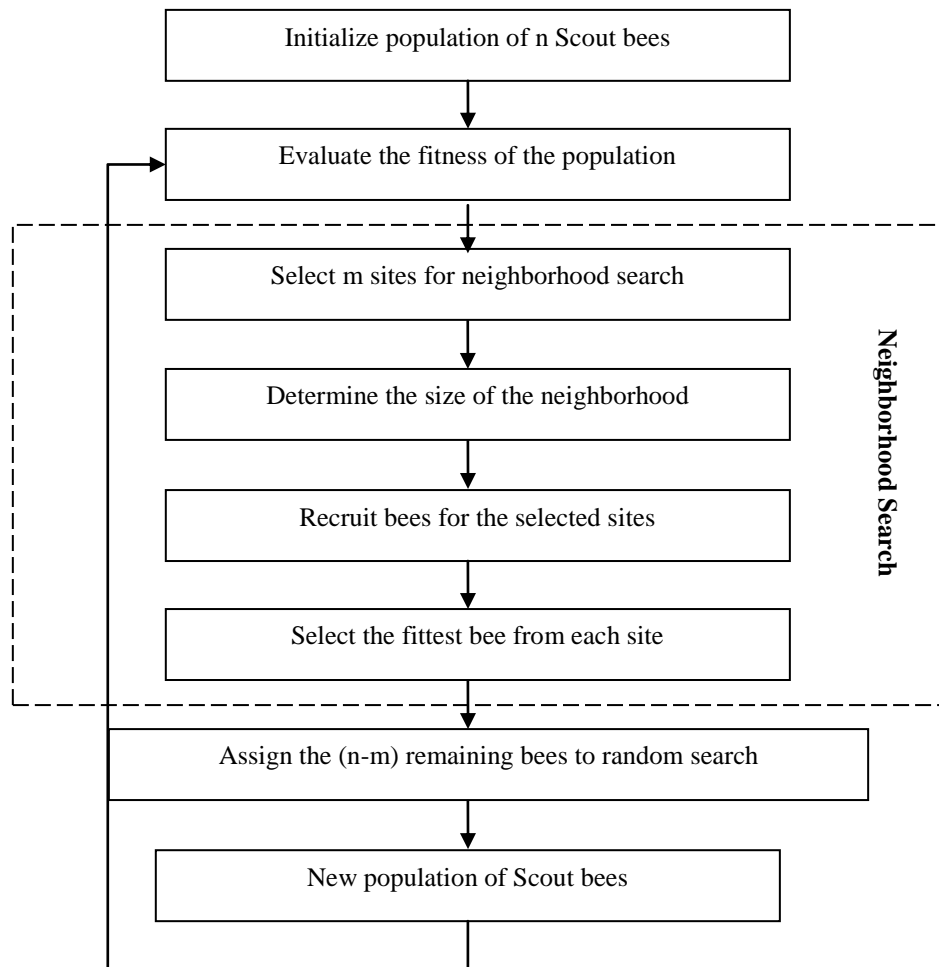 Initialize population of n Scout bees
Evaluate the fitness of the population
Select m sites for neighborhood search
Determine the size of the neighborhood
Recruit bees for the selected sites
Select the fittest bee from each site
Neighborhood Search
Assign the (n-m) remaining bees to random search
New population of Scout bees